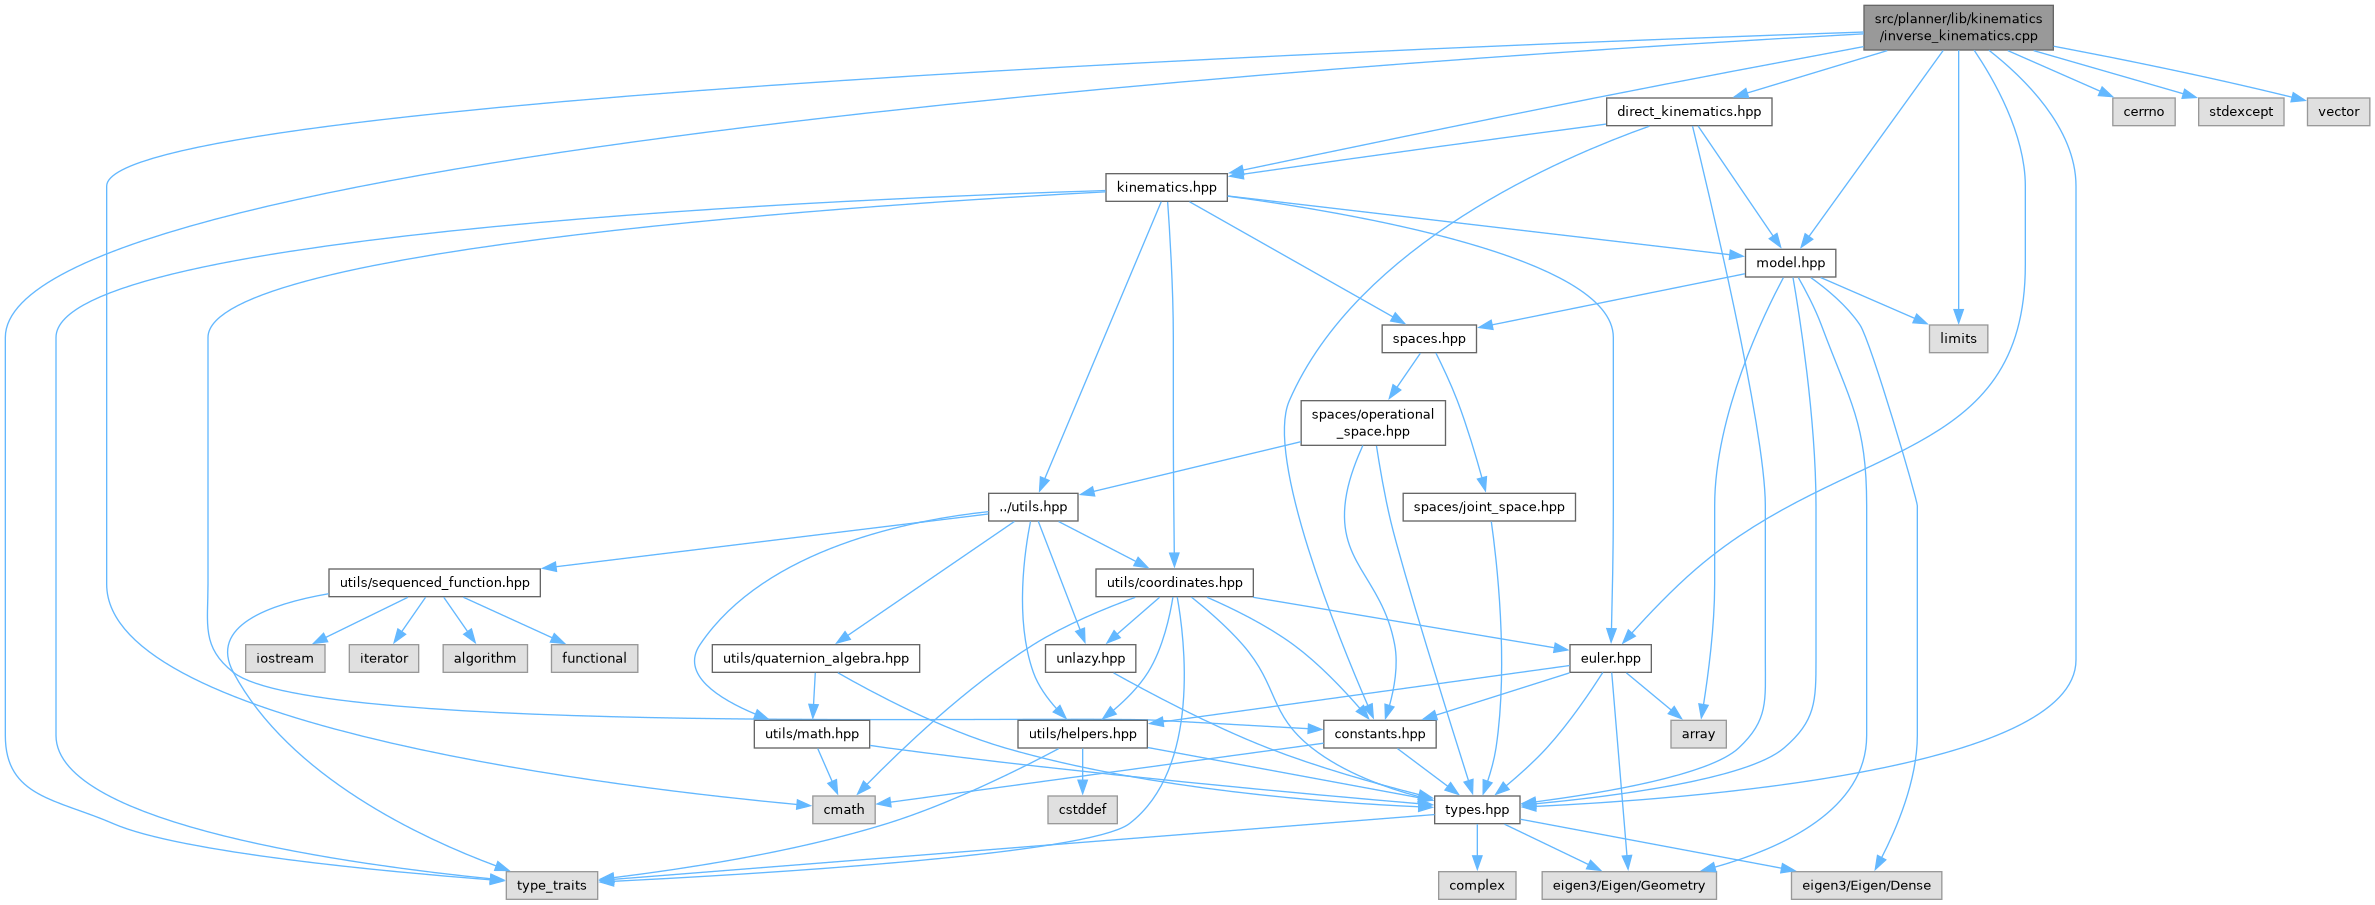 src/planner/lib/kinematics
/inverse_kinematics.cpp
direct_kinematics.hpp
cerrno
stdexcept
vector
kinematics.hpp
model.hpp
spaces.hpp
limits
spaces/operational
_space.hpp
../utils.hpp
spaces/joint_space.hpp
utils/sequenced_function.hpp
utils/coordinates.hpp
iostream
iterator
algorithm
functional
utils/quaternion_algebra.hpp
unlazy.hpp
euler.hpp
utils/math.hpp
utils/helpers.hpp
constants.hpp
array
cmath
cstddef
types.hpp
type_traits
complex
eigen3/Eigen/Geometry
eigen3/Eigen/Dense